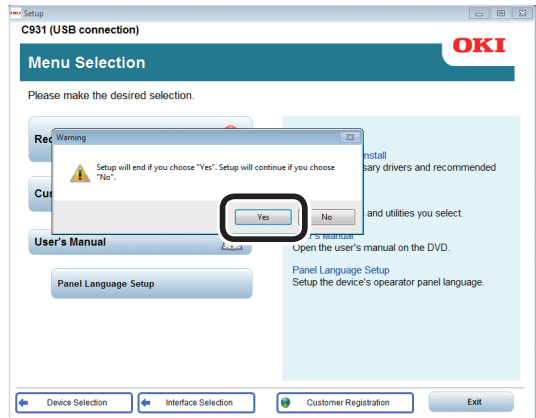 OKI Setup
C931 (USB connection)
OKI
Menu Selection
Please make the desired selection.
Warning
Setup will end if you choose "Yes". Setup will continue if you choose
"No".
Yes
No
User's Manual
Panel Language Setup
nstall
sary drivers and recommended
and utilities you select.
Open the user's manual on the DVD.
Panel Language Setup
Setup the device's opearator panel language.
Device Selection
Interface Selection
Customer Registration
Exit